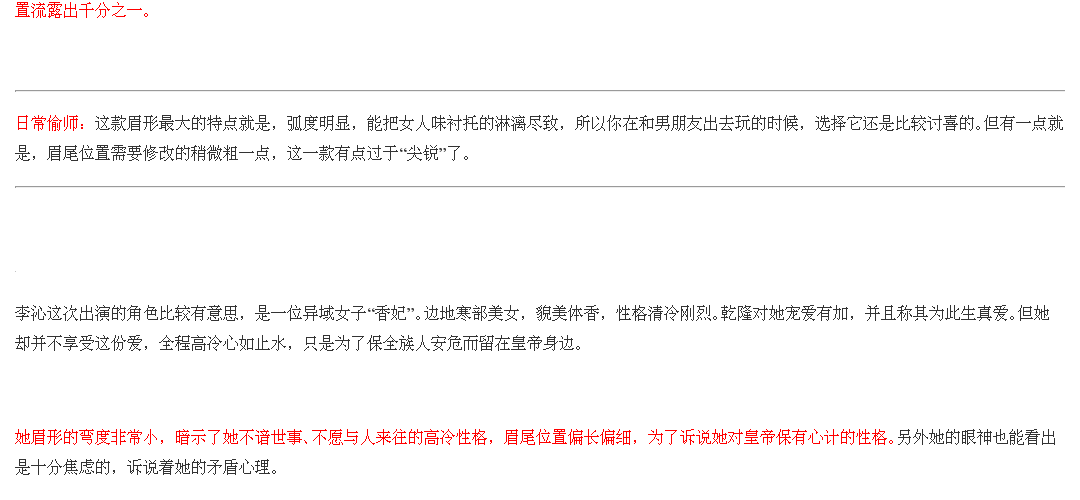 置流露出千分之一。
日常偷师：这款眉形最大的特点就是，弧度明显，能把女人味衬托的淋漓尽致，所以你在和男朋友出去玩的时候，选择它还是比较讨喜的。但有一点就
是，眉尾位置需要修改的稍微粗一点，这一款有点过于“尖锐”了。
李沁这次出演的角色比较有意思，是一位异域女子“香妃”。边地寒部美女，貌美体香，性格清冷刚烈。乾隆对她宠爱有加，并且称其为此生真爱。但她
却并不享受这份爱，全程高冷心如止水，只是为了保全族人安危而留在皇帝身边。
她眉形的弯度非常小，暗示了她不谙世事、不愿与人来往的高冷性格，眉尾位置偏长偏细，为了诉说她对皇帝保有心计的性格。另外她的眼神也能看出
是十分焦虑的，诉说着她的矛盾心理。